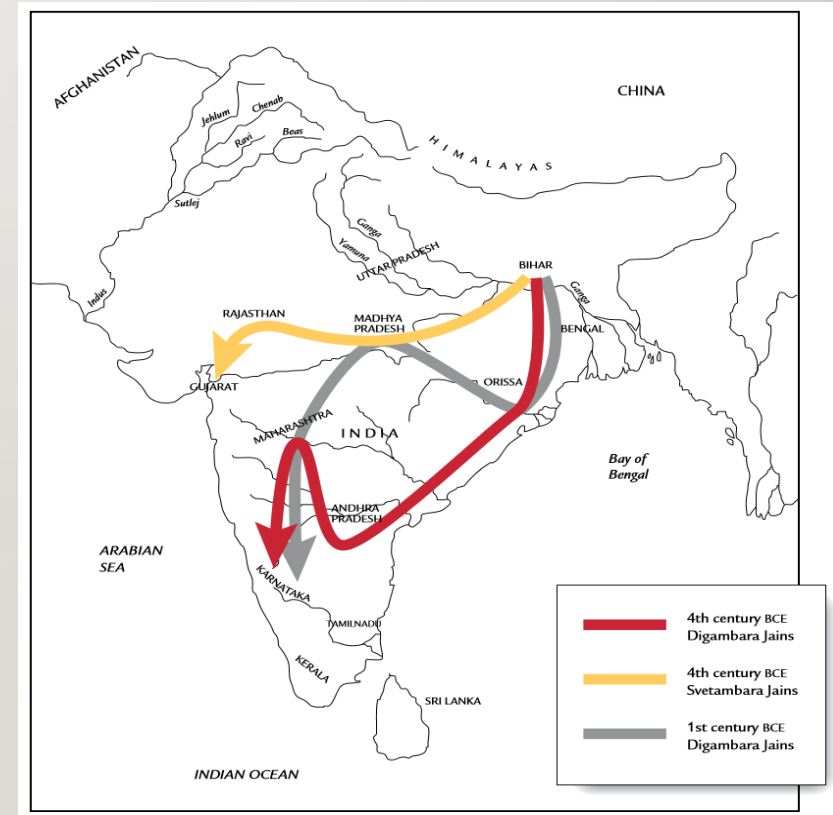 AFGHANISTAN
CHINA
Jehlum
Chenab
Ravi
Beas
HIMALAYAS
Sutlej
Ganga
Yamuna
UTTAR PRADESH
BIHAR
Indus
Ganga
RAJASTHAN
MADHYA
PRADESH
BENGAL
GUJARAT
ORISSA
MAHARASHTRA
INDIA
Bay of
Bengal
ANDHRA
PRADESH
ARABIAN
SEA
KARNATAKA
TAMILNADU
KERALA
SRI LANKA
INDIAN OCEAN
4th century BCE
Digambara Jains
4th century BCE
Svetambara Jains
1st century BCE
Digambara Jains